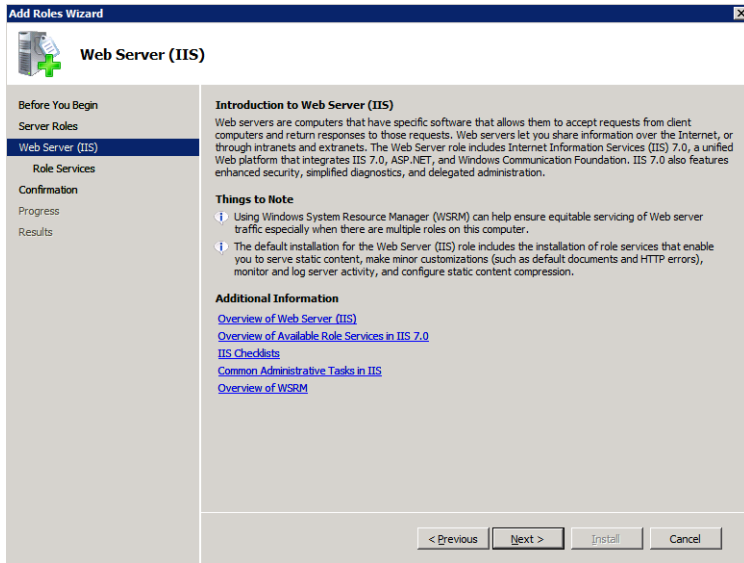 Add Roles Wizard
Web Server (IIS)
Before You Begin
Server Roles
Web Server (IIS)
Role Services
Confirmation
Progress
Results
Introduction to Web Server (IIS)
Web servers are computers that have specific software that allows them to accept requests from client
computers and return responses to those requests. Web servers let you share information over the Internet, or
through intranets and extranets. The Web Server role includes Internet Information Services (IIS) 7.0, a unified
Web platform that integrates IIS 7.0, ASP.NET, and Windows Communication Foundation. IIS 7.0 also features
enhanced security, simplified diagnostics, and delegated administration.
Things to Note
Using Windows System Resource Manager (WSRM) can help ensure equitable servicing of Web server
traffic especially when there are multiple roles on this computer.
The default installation for the Web Server (IIS) role includes the installation of role services that enable
you to serve static content, make minor customizations (such as default documents and HTTP errors),
monitor and log server activity, and configure static content compression.
Additional Information
Overview of Web Server (IIS)
Overview of Available Role Services in IIS 7.0
IIS Checklists
Common Administrative Tasks in IIS
Overview of WSRM
< Previous Next > Install Cancel